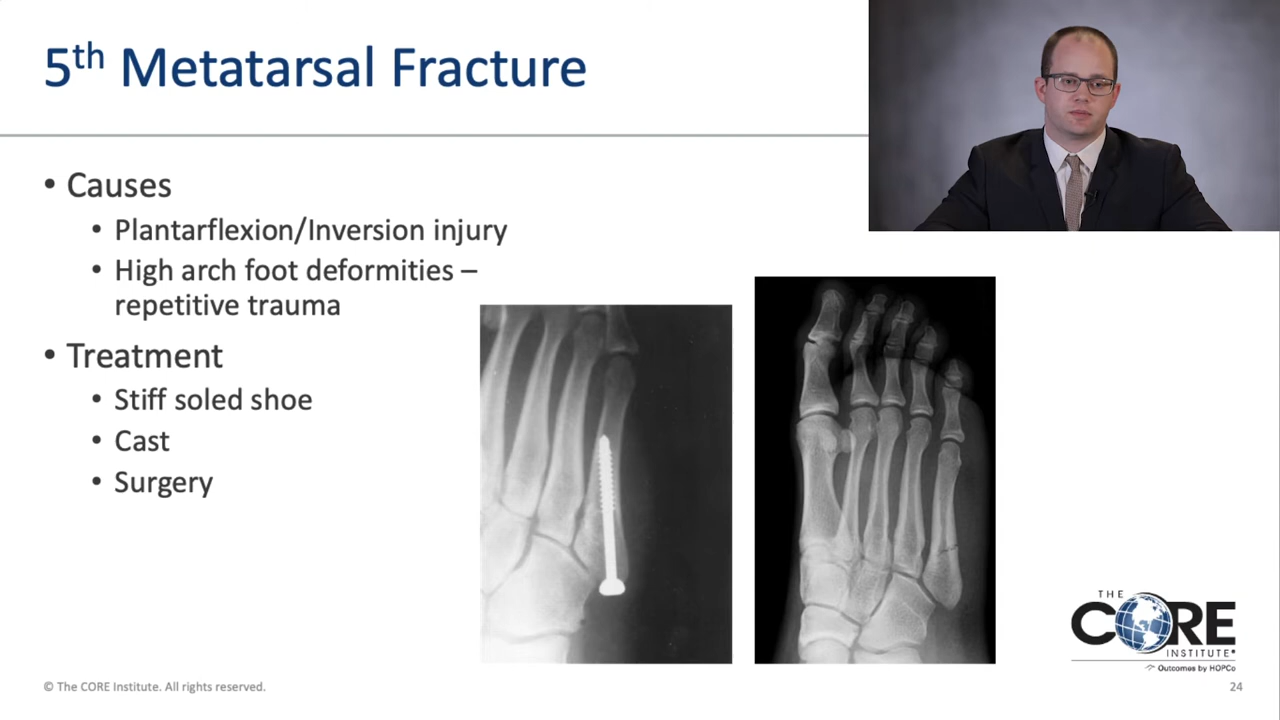 5th Metatarsal Fracture
• Causes
• Plantarflexion/Inversion injury
• High arch foot deformities –
repetitive trauma
• Treatment
• Stiff soled shoe
• Cast
• Surgery
THE
CORE
INSTITUTE®
Outcomes by HOPCo
© The CORE Institute. All rights reserved.
24